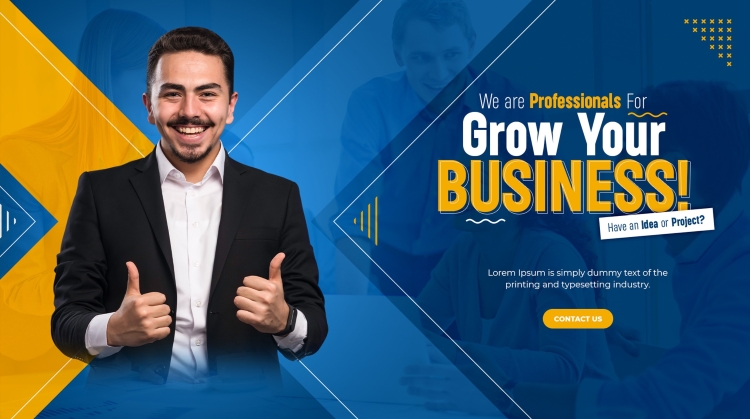 We are Professionals For
Grow Your
BUSINESS!
Have an Idea or Project?
Lorem Ipsum is simply dummy text of the
printing and typesetting industry.
CONTACT US